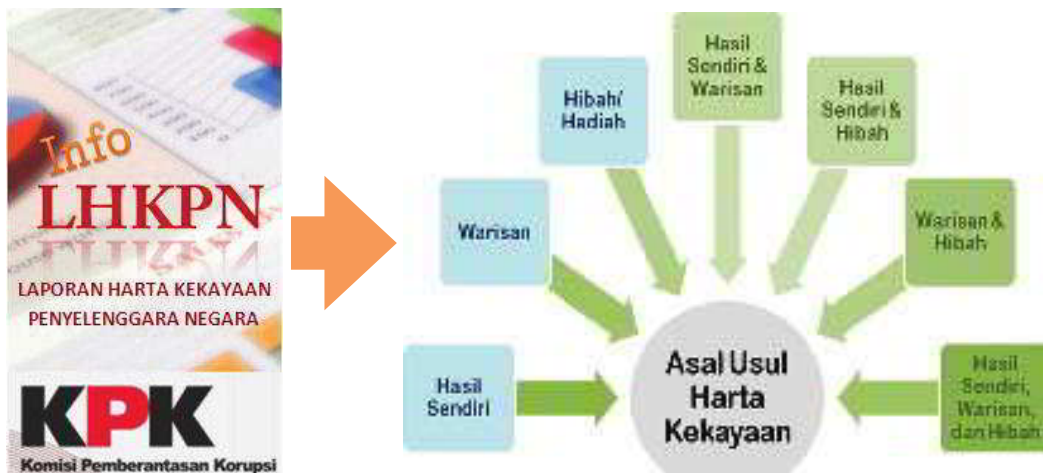 Info
LHKPN
LAPORAN HARTA KEKAYAAN
PENYELENGGARA NEGARA
KPK
Komisi Pemberantasan Korupsi
Hasil
Sendiri
Warisan
Hibah/
Hadiah
Hasil
Sendiri &
Warisan
Hasil
Sendiri &
Hibah
Warisan &
Hibah
Hasil
Sendiri,
Warisan,
dan Hibah
Asal Usul
Harta
Kekayaan